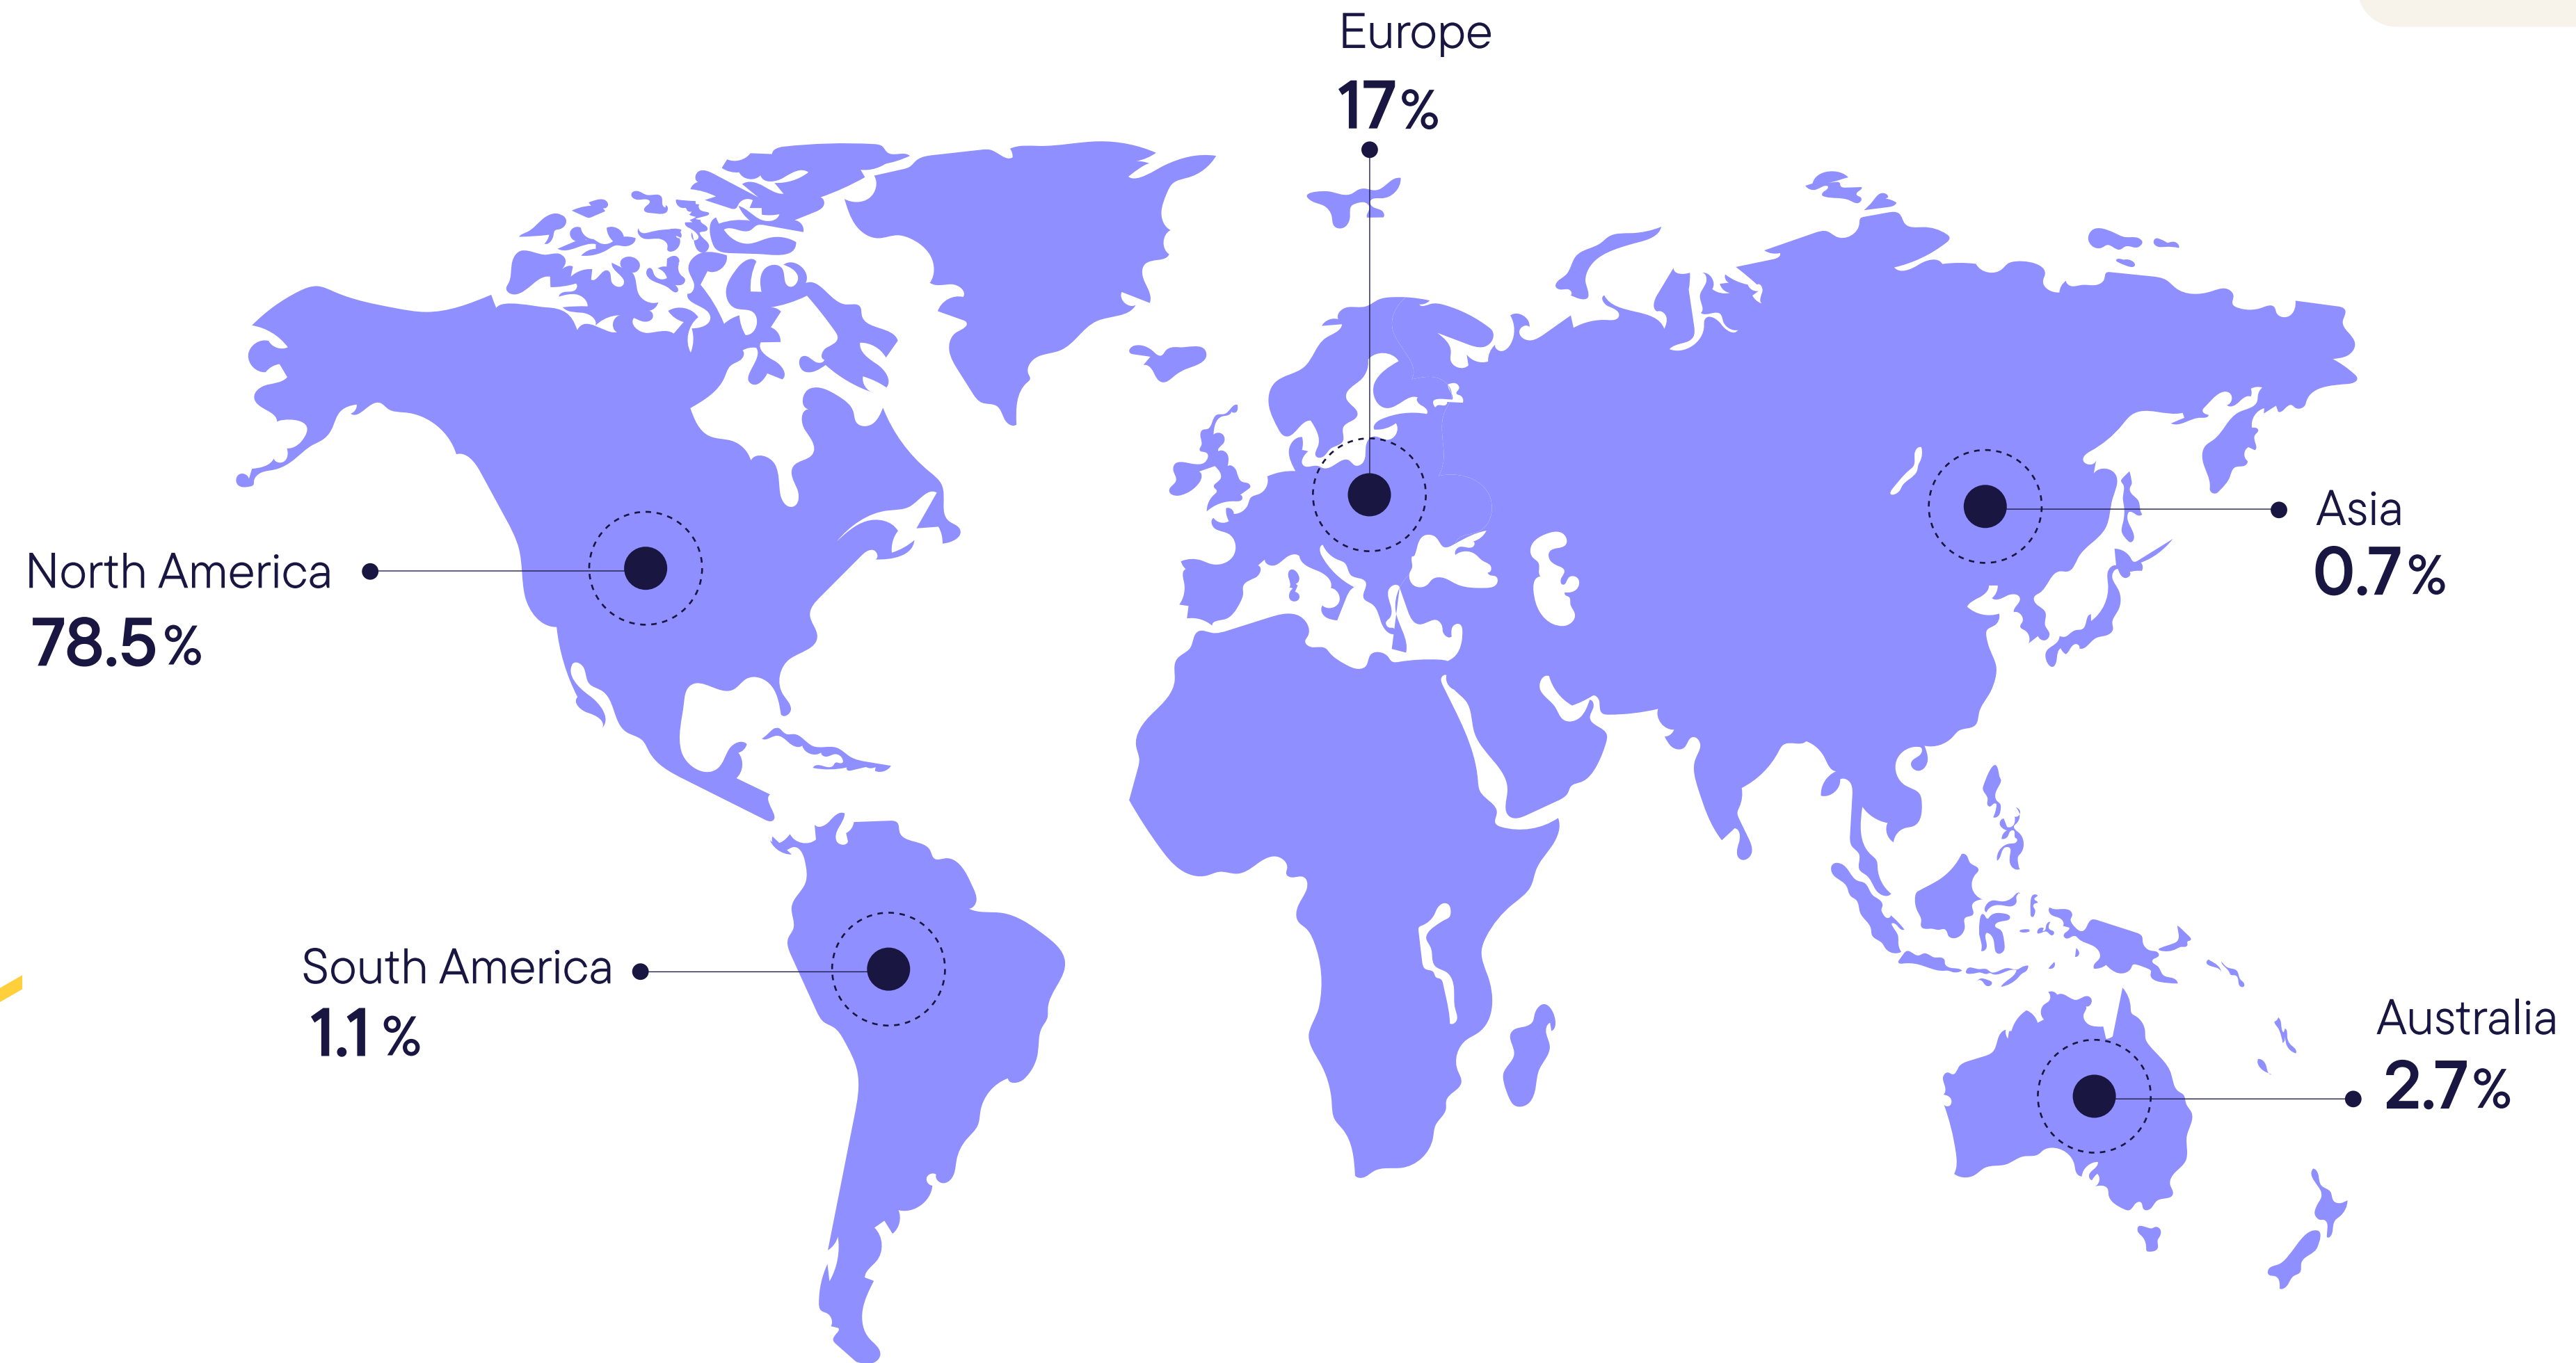 Europe
17%
North America
78.5%
Asia
0.7%
South America
1.1%
Australia
2.7%